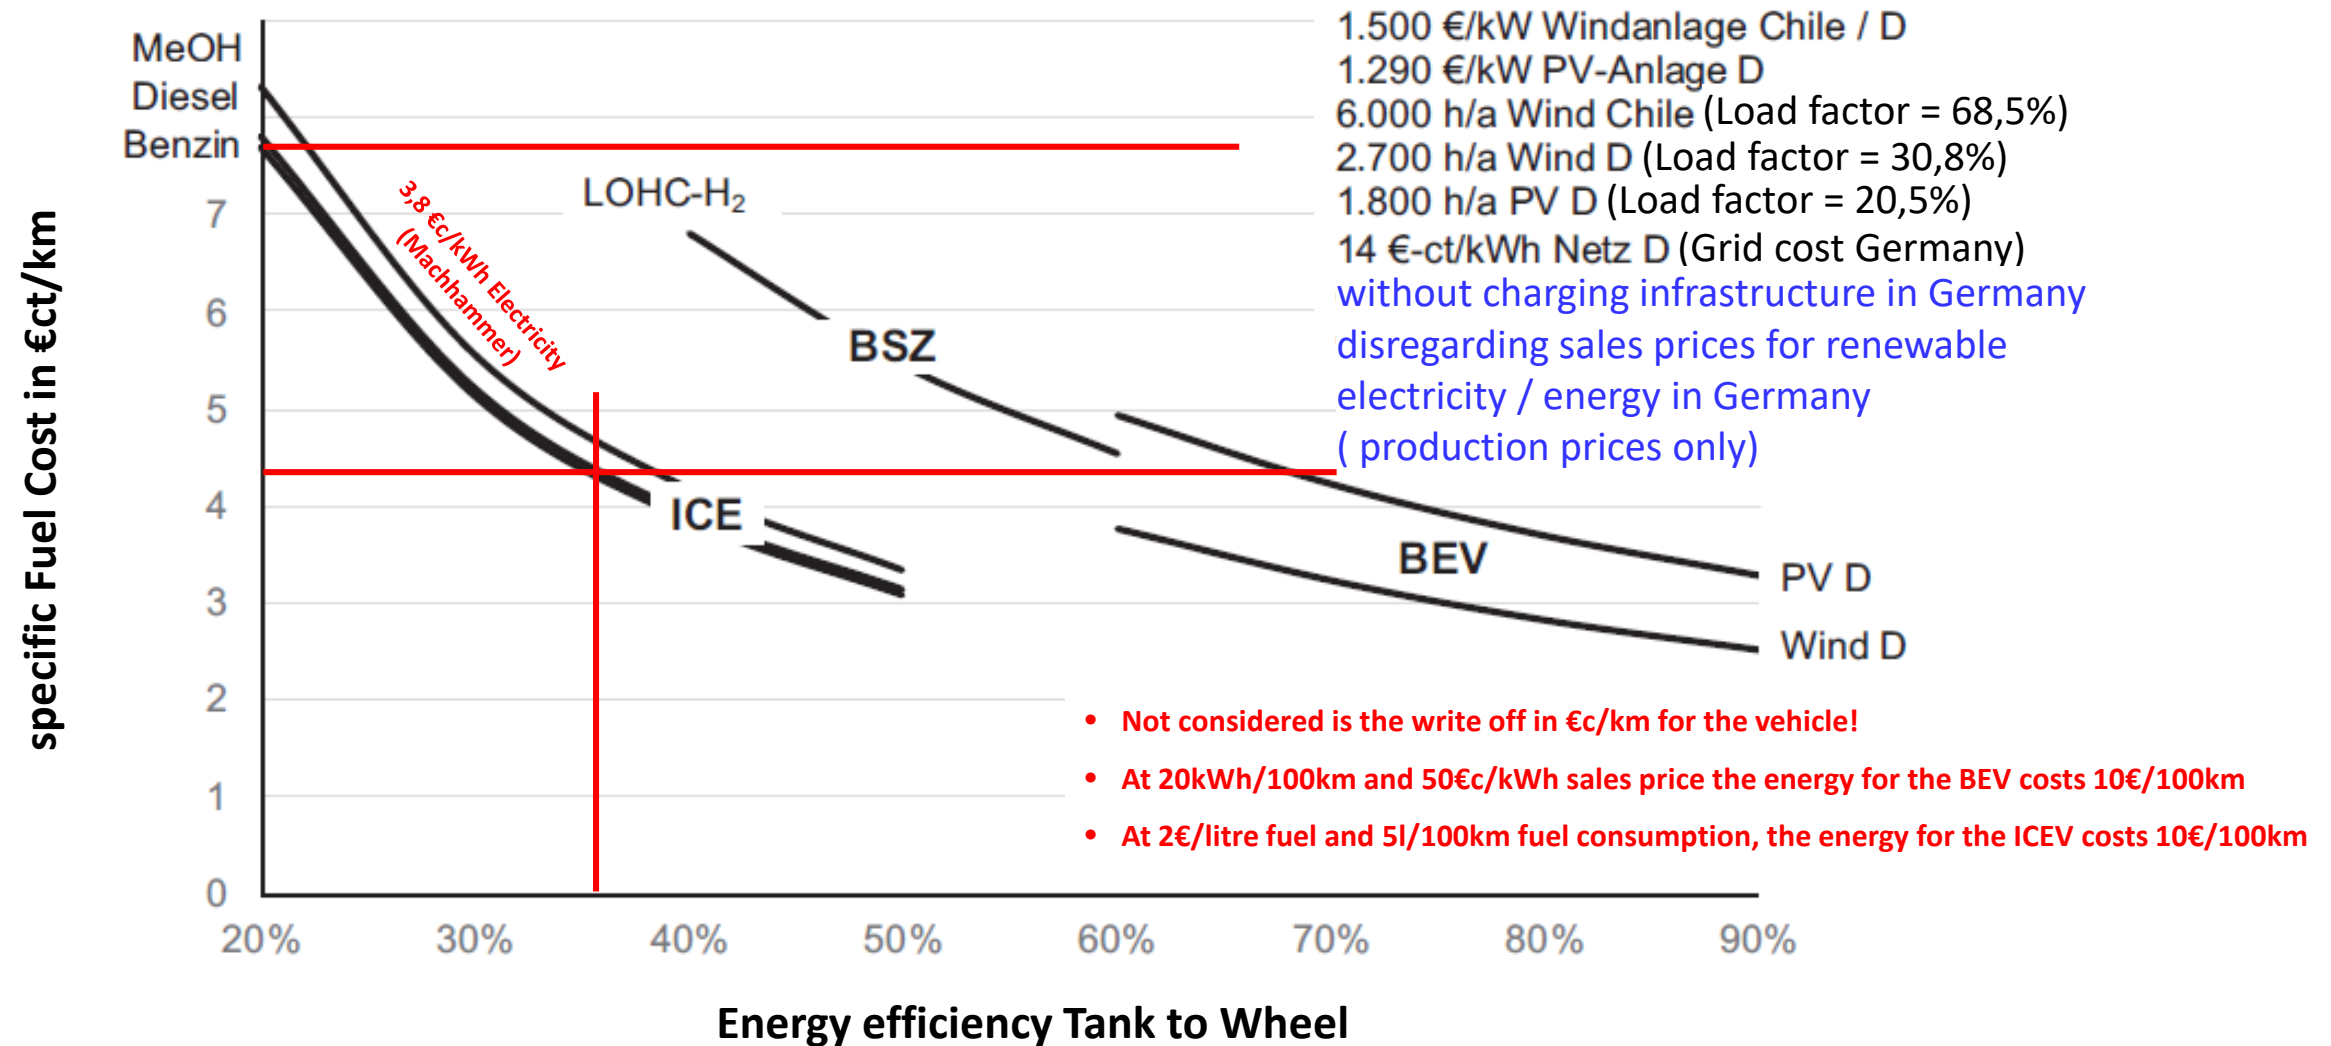 MeOH
Diesel
Benzin
7
6
5
4
3
2
1
0
specific Fuel Cost in €ct/km
3,8 €c/kWh Electricity
(Machhammer)
LOHC-H₂
BSZ
ICE
BEV
PV D
Wind D
1.500 €/kW Windanlage Chile / D
1.290 €/kW PV-Anlage D
6.000 h/a Wind Chile (Load factor = 68,5%)
2.700 h/a Wind D (Load factor = 30,8%)
1.800 h/a PV D (Load factor = 20,5%)
14 €-ct/kWh Netz D (Grid cost Germany)
without charging infrastructure in Germany
disregarding sales prices for renewable
electricity / energy in Germany
( production prices only)
• Not considered is the write off in €c/km for the vehicle!
• At 20kWh/100km and 50€c/kWh sales price the energy for the BEV costs 10€/100km
• At 2€/litre fuel and 5l/100km fuel consumption, the energy for the ICEV costs 10€/100km
20% 30% 40% 50% 60% 70% 80% 90%
Energy efficiency Tank to Wheel